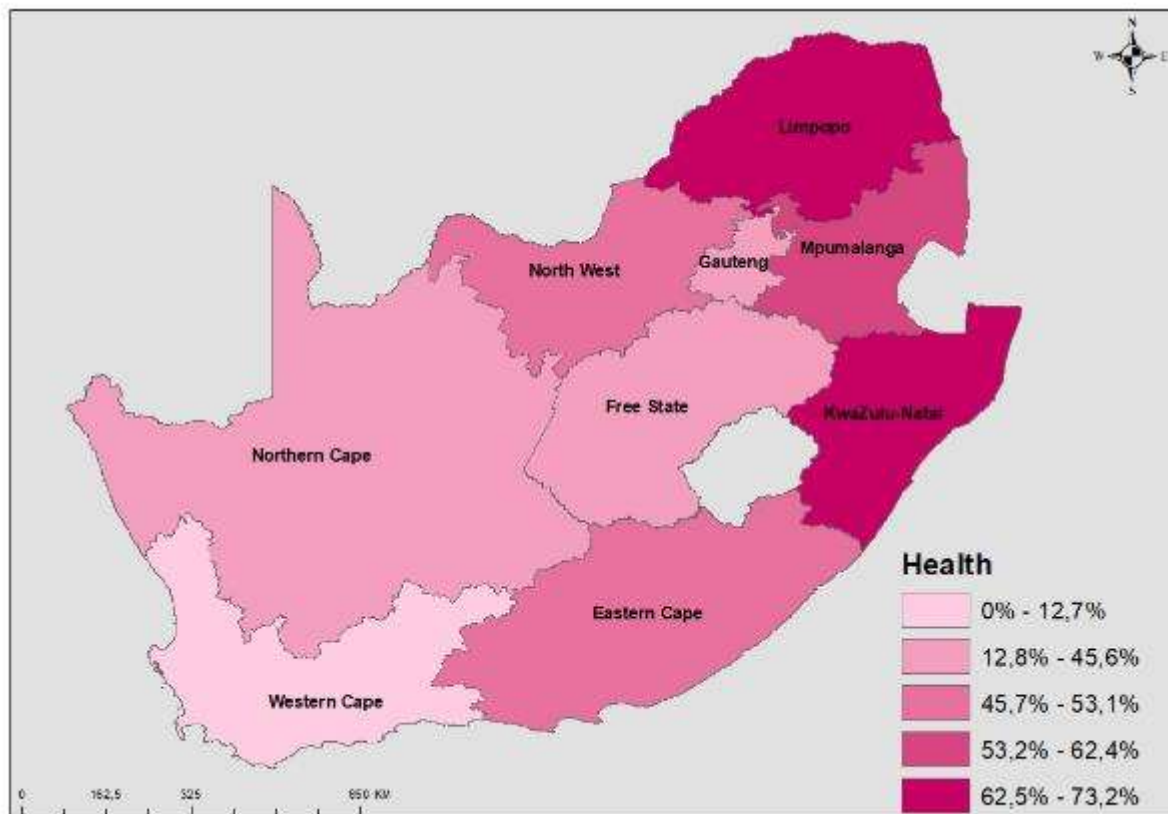 N
W E
S
Limpopo
Mpumalanga
Gauteng
North West
Free State
KwaZulu-Natal
Northern Cape
Eastern Cape
Western Cape
Health
0% - 12,7%
12,8% - 45,6%
45,7% - 53,1%
53,2% - 62,4%
62,5% - 73,2%
0 162,5 325 650 KM